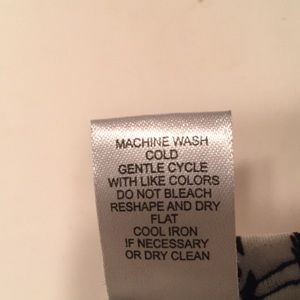 MACHINE WASH
COLD
GENTLE CYCLE
WITH LIKE COLORS
DO NOT BLEACH
RESHAPE AND DRY
FLAT
COOL IRON
IF NECESSARY
OR DRY CLEAN